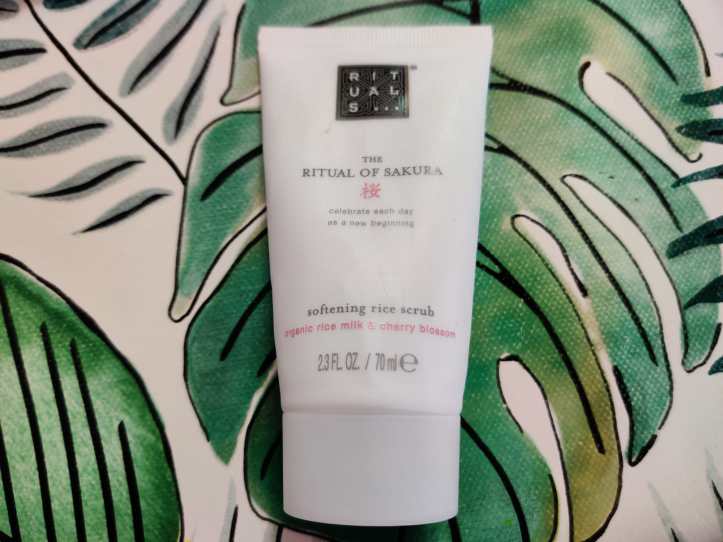 RIT
UAL
S...
THE
RITUAL OF SAKURA
桜
celebrate each day
as a new beginning
softening rice scrub
organic rice milk & cherry blossom
2.3 FL. OZ. / 70 ml ℮